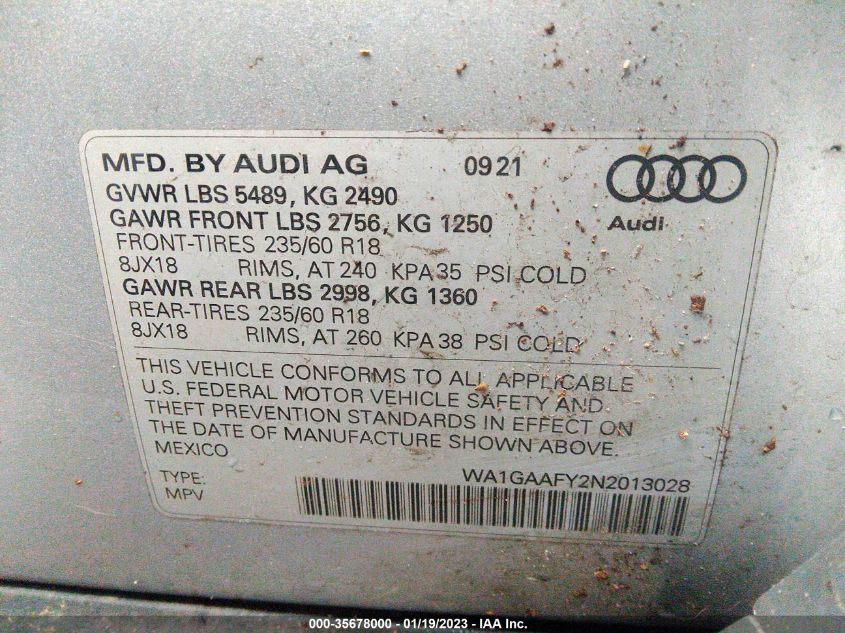 MFD. BY AUDI AG 09 21
GVWR LBS 5489, KG 2490
GAWR FRONT LBS 2756, KG 1250
Audi
FRONT-TIRES 235/60 R18
8JX18 RIMS, AT 240 KPA 35 PSI COLD
GAWR REAR LBS 2998, KG 1360
REAR-TIRES 235/60 R18
8JX18 RIMS, AT 260 KPA 38 PSI COLD
THIS VEHICLE CONFORMS TO ALL APPLICABLE
U.S. FEDERAL MOTOR VEHICLE SAFETY AND
THEFT PREVENTION STANDARDS IN EFFECT ON
THE DATE OF MANUFACTURE SHOWN ABOVE.
MEXICO
TYPE: WA1GAAFY2N2013028
MPV
000-35678000 - 01/19/2023 - IAA Inc.